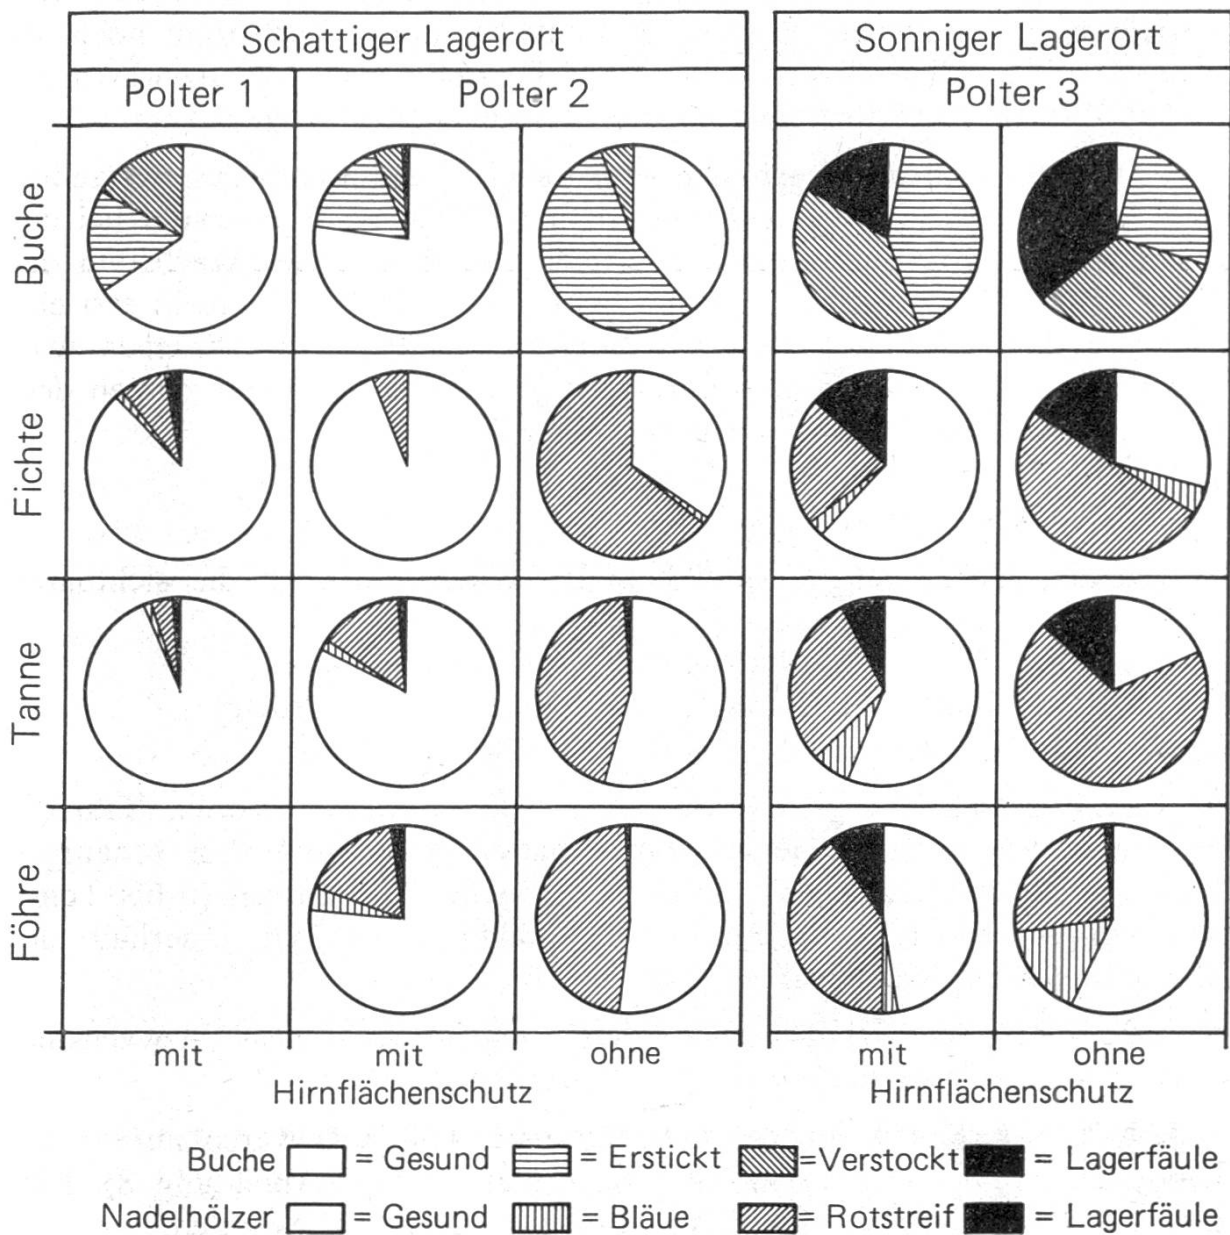 Schattiger Lagerort Sonniger Lagerort
Polter 1 Polter 2 Polter 3
Buche
Fichte
Tanne
Föhre
mit mit ohne mit ohne
Hirnflächenschutz Hirnflächenschutz
Buche = Gesund = Erstickt =Verstockt = Lagerfäule
Nadelhölzer = Gesund = Bläue = Rotstreif = Lagerfäule